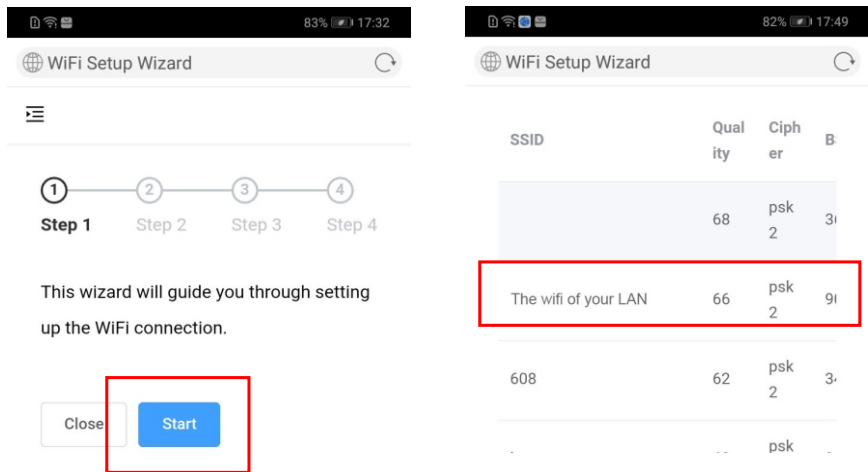 83% 17:32
WiFi Setup Wizard
1 2 3 4
Step 1 Step 2 Step 3 Step 4
This wizard will guide you through setting
up the WiFi connection.
Close Start
82% 17:49
WiFi Setup Wizard
SSID Qual Ciph
ity er
68 psk
2
The wifi of your LAN 66 psk
2
608 62 psk
2
psk